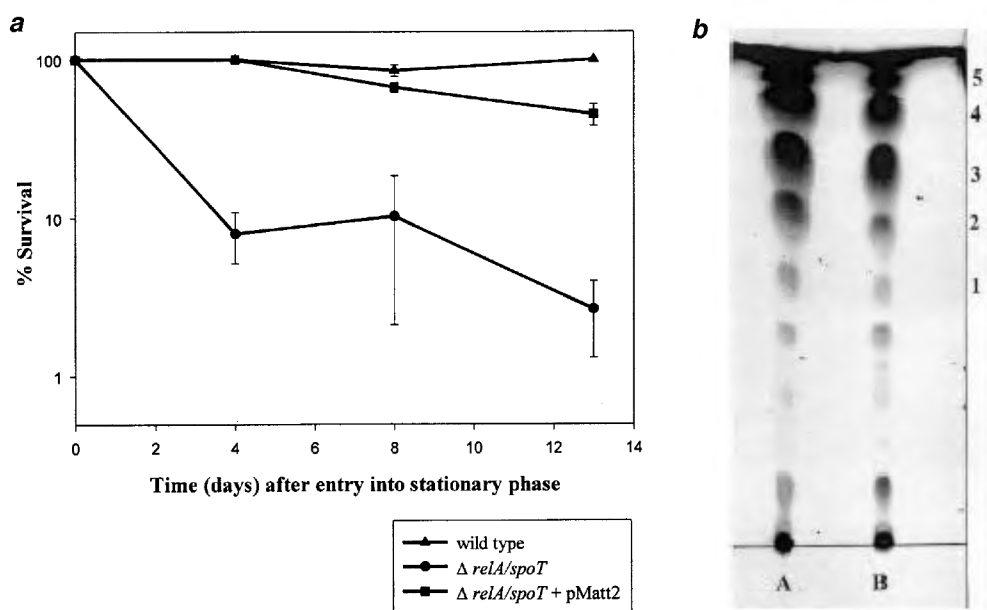 a
100
10
1
% Survival
0 2 4 6 8 10 12 14
Time (days) after entry into stationary phase
wild type
Δ relA/spoT
Δ relA/spoT + pMatt2
b
5
4
3
2
1
A B